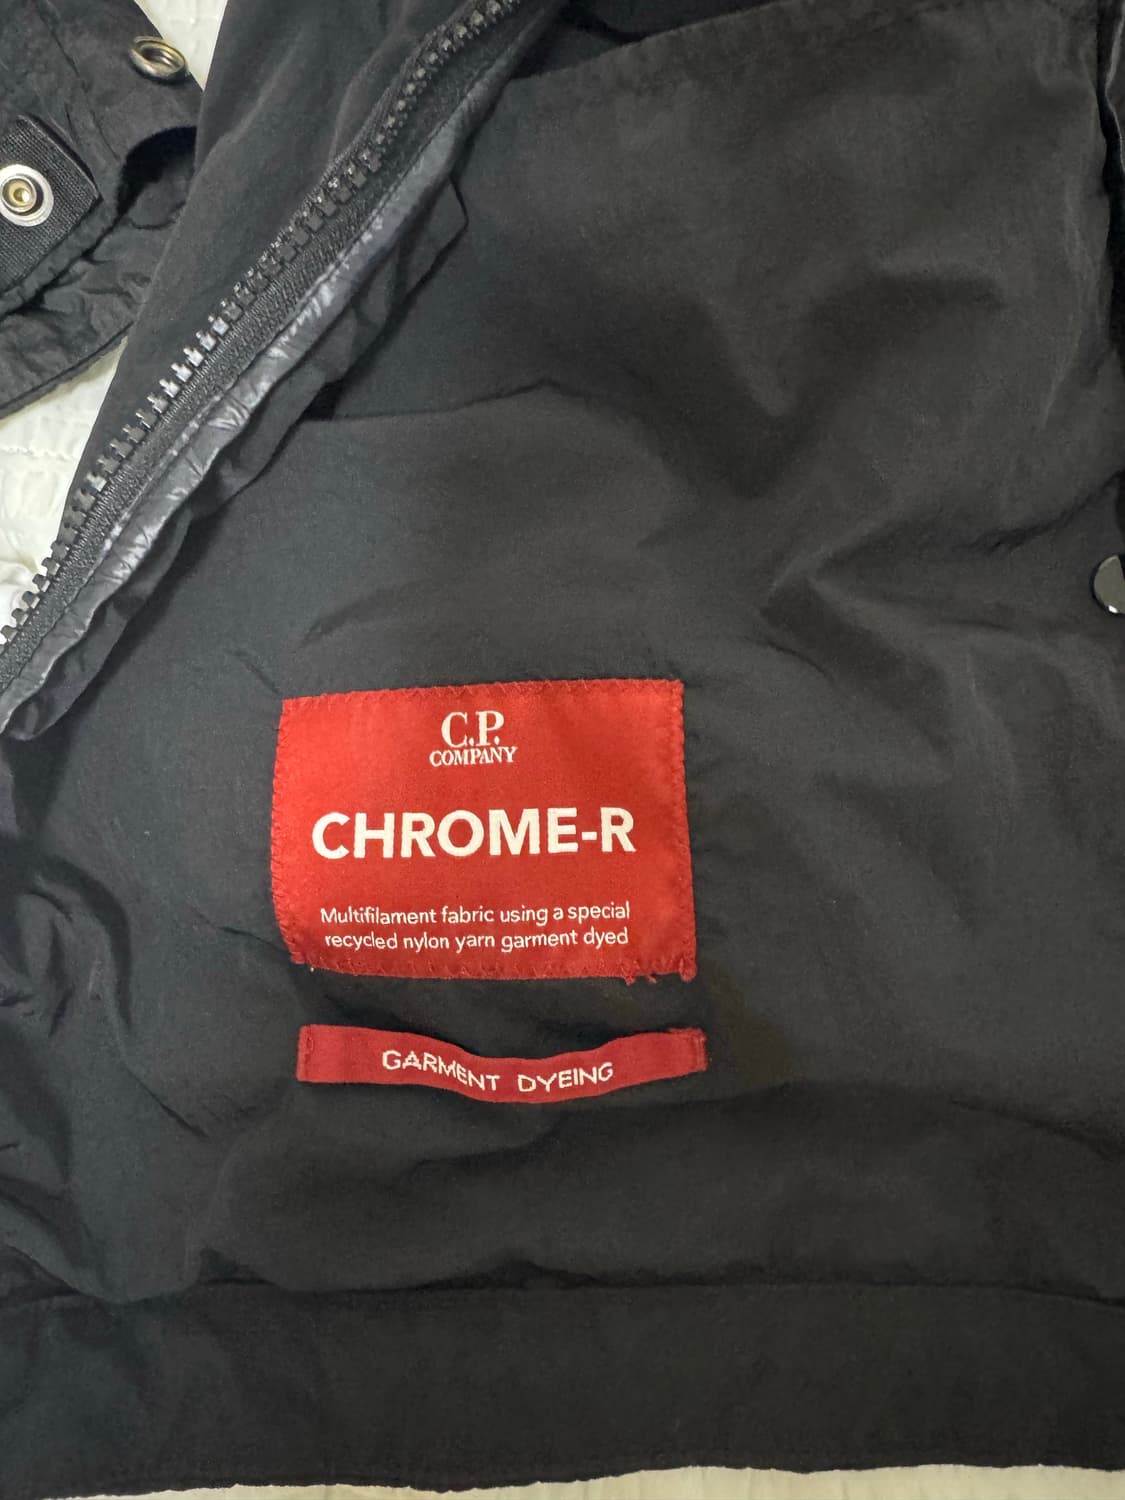 C.P.
COMPANY
CHROME-R
Multifilament fabric using a special
recycled nylon yarn garment dyed
GARMENT DYEING